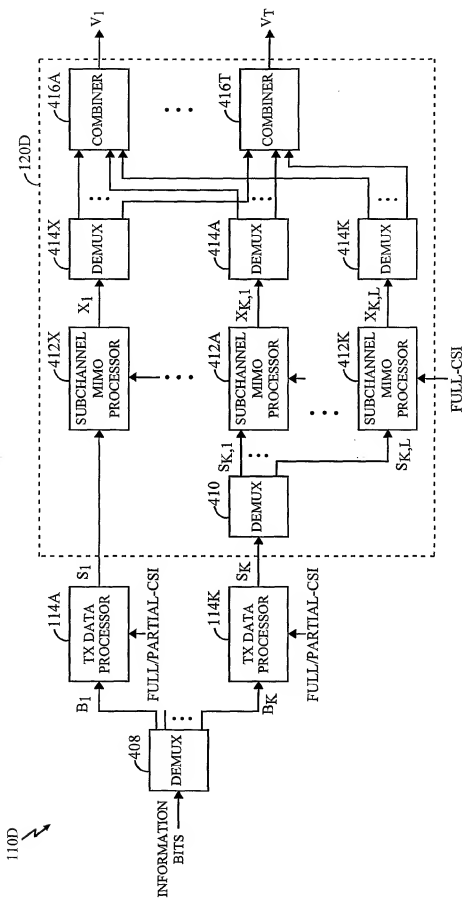 110D
INFORMATION
BITS
408
DEMUX
B1
BK
114A
TX DATA
PROCESSOR
FULL/PARTIAL-CSI
114K
TX DATA
PROCESSOR
FULL/PARTIAL-CSI
S1
SK
120D
410
DEMUX
SK,1
SK,L
412X
SUBCHANNEL
MIMO
PROCESSOR
412A
SUBCHANNEL
MIMO
PROCESSOR
412K
SUBCHANNEL
MIMO
PROCESSOR
FULL-CSI
X1
XK,1
XK,L
414X
DEMUX
414A
DEMUX
414K
DEMUX
416A
COMBINER
416T
COMBINER
V1
VT